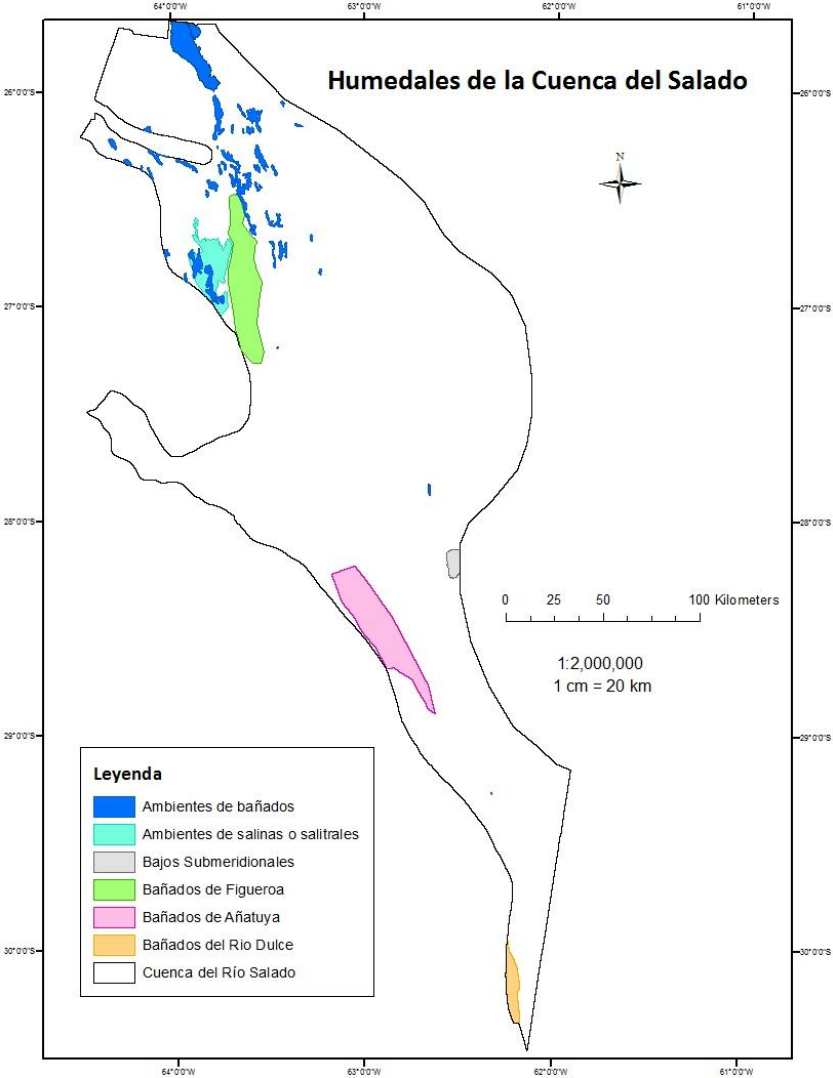 64°0'0"W 63°0'0"W 62°0'0"W 61°0'0"W
Humedales de la Cuenca del Salado
26°0'0"S 26°0'0"S
N
27°0'0"S 27°0'0"S
28°0'0"S 28°0'0"S
0 25 50 100 Kilometers
1:2,000,000
1 cm = 20 km
29°0'0"S 29°0'0"S
Leyenda
Ambientes de bañados
Ambientes de salinas o salitrales
Bajos Submeridionales
Bañados de Figueroa
Bañados de Añatuya
Bañados del Rio Dulce
Cuenca del Río Salado
30°0'0"S 30°0'0"S
64°0'0"W 63°0'0"W 62°0'0"W 61°0'0"W